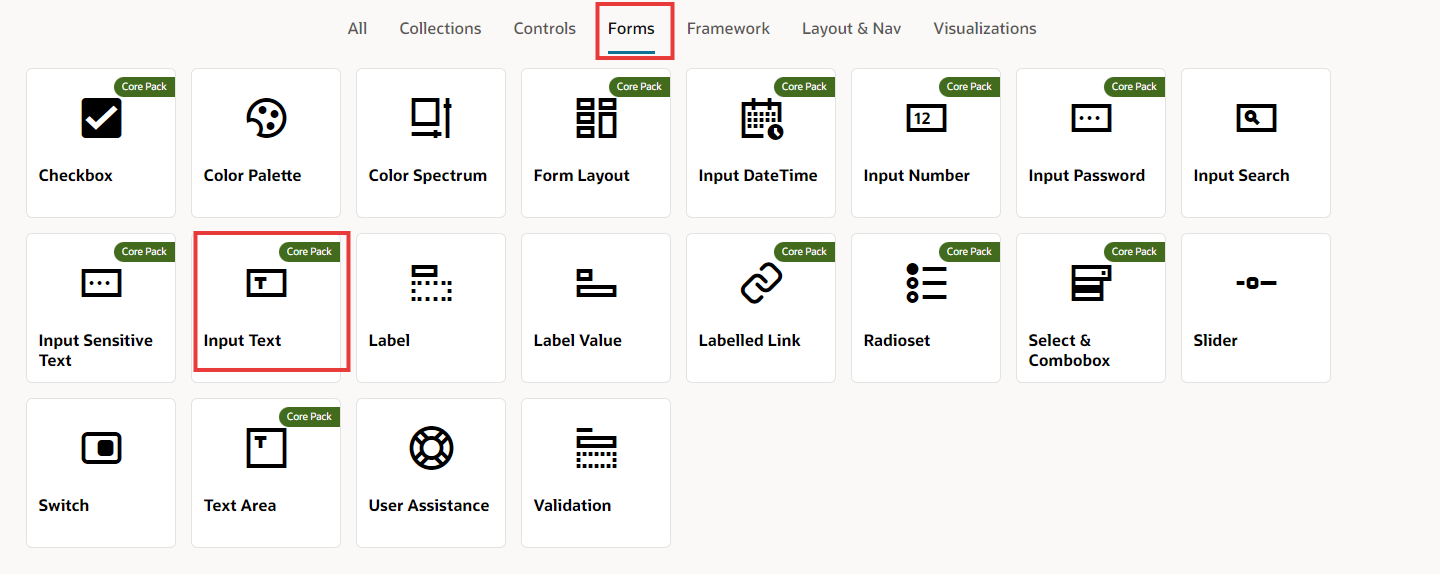 All Collections Controls Forms Framework Layout & Nav Visualizations
Core Pack Core Pack Core Pack Core Pack Core Pack
12
Checkbox Color Palette Color Spectrum Form Layout Input DateTime Input Number Input Password Input Search
Core Pack Core Pack Core Pack Core Pack Core Pack
T
Input Sensitive Text Input Text Label Label Value Labelled Link Radioset Select & Combobox Slider
Core Pack
T
Switch Text Area User Assistance Validation